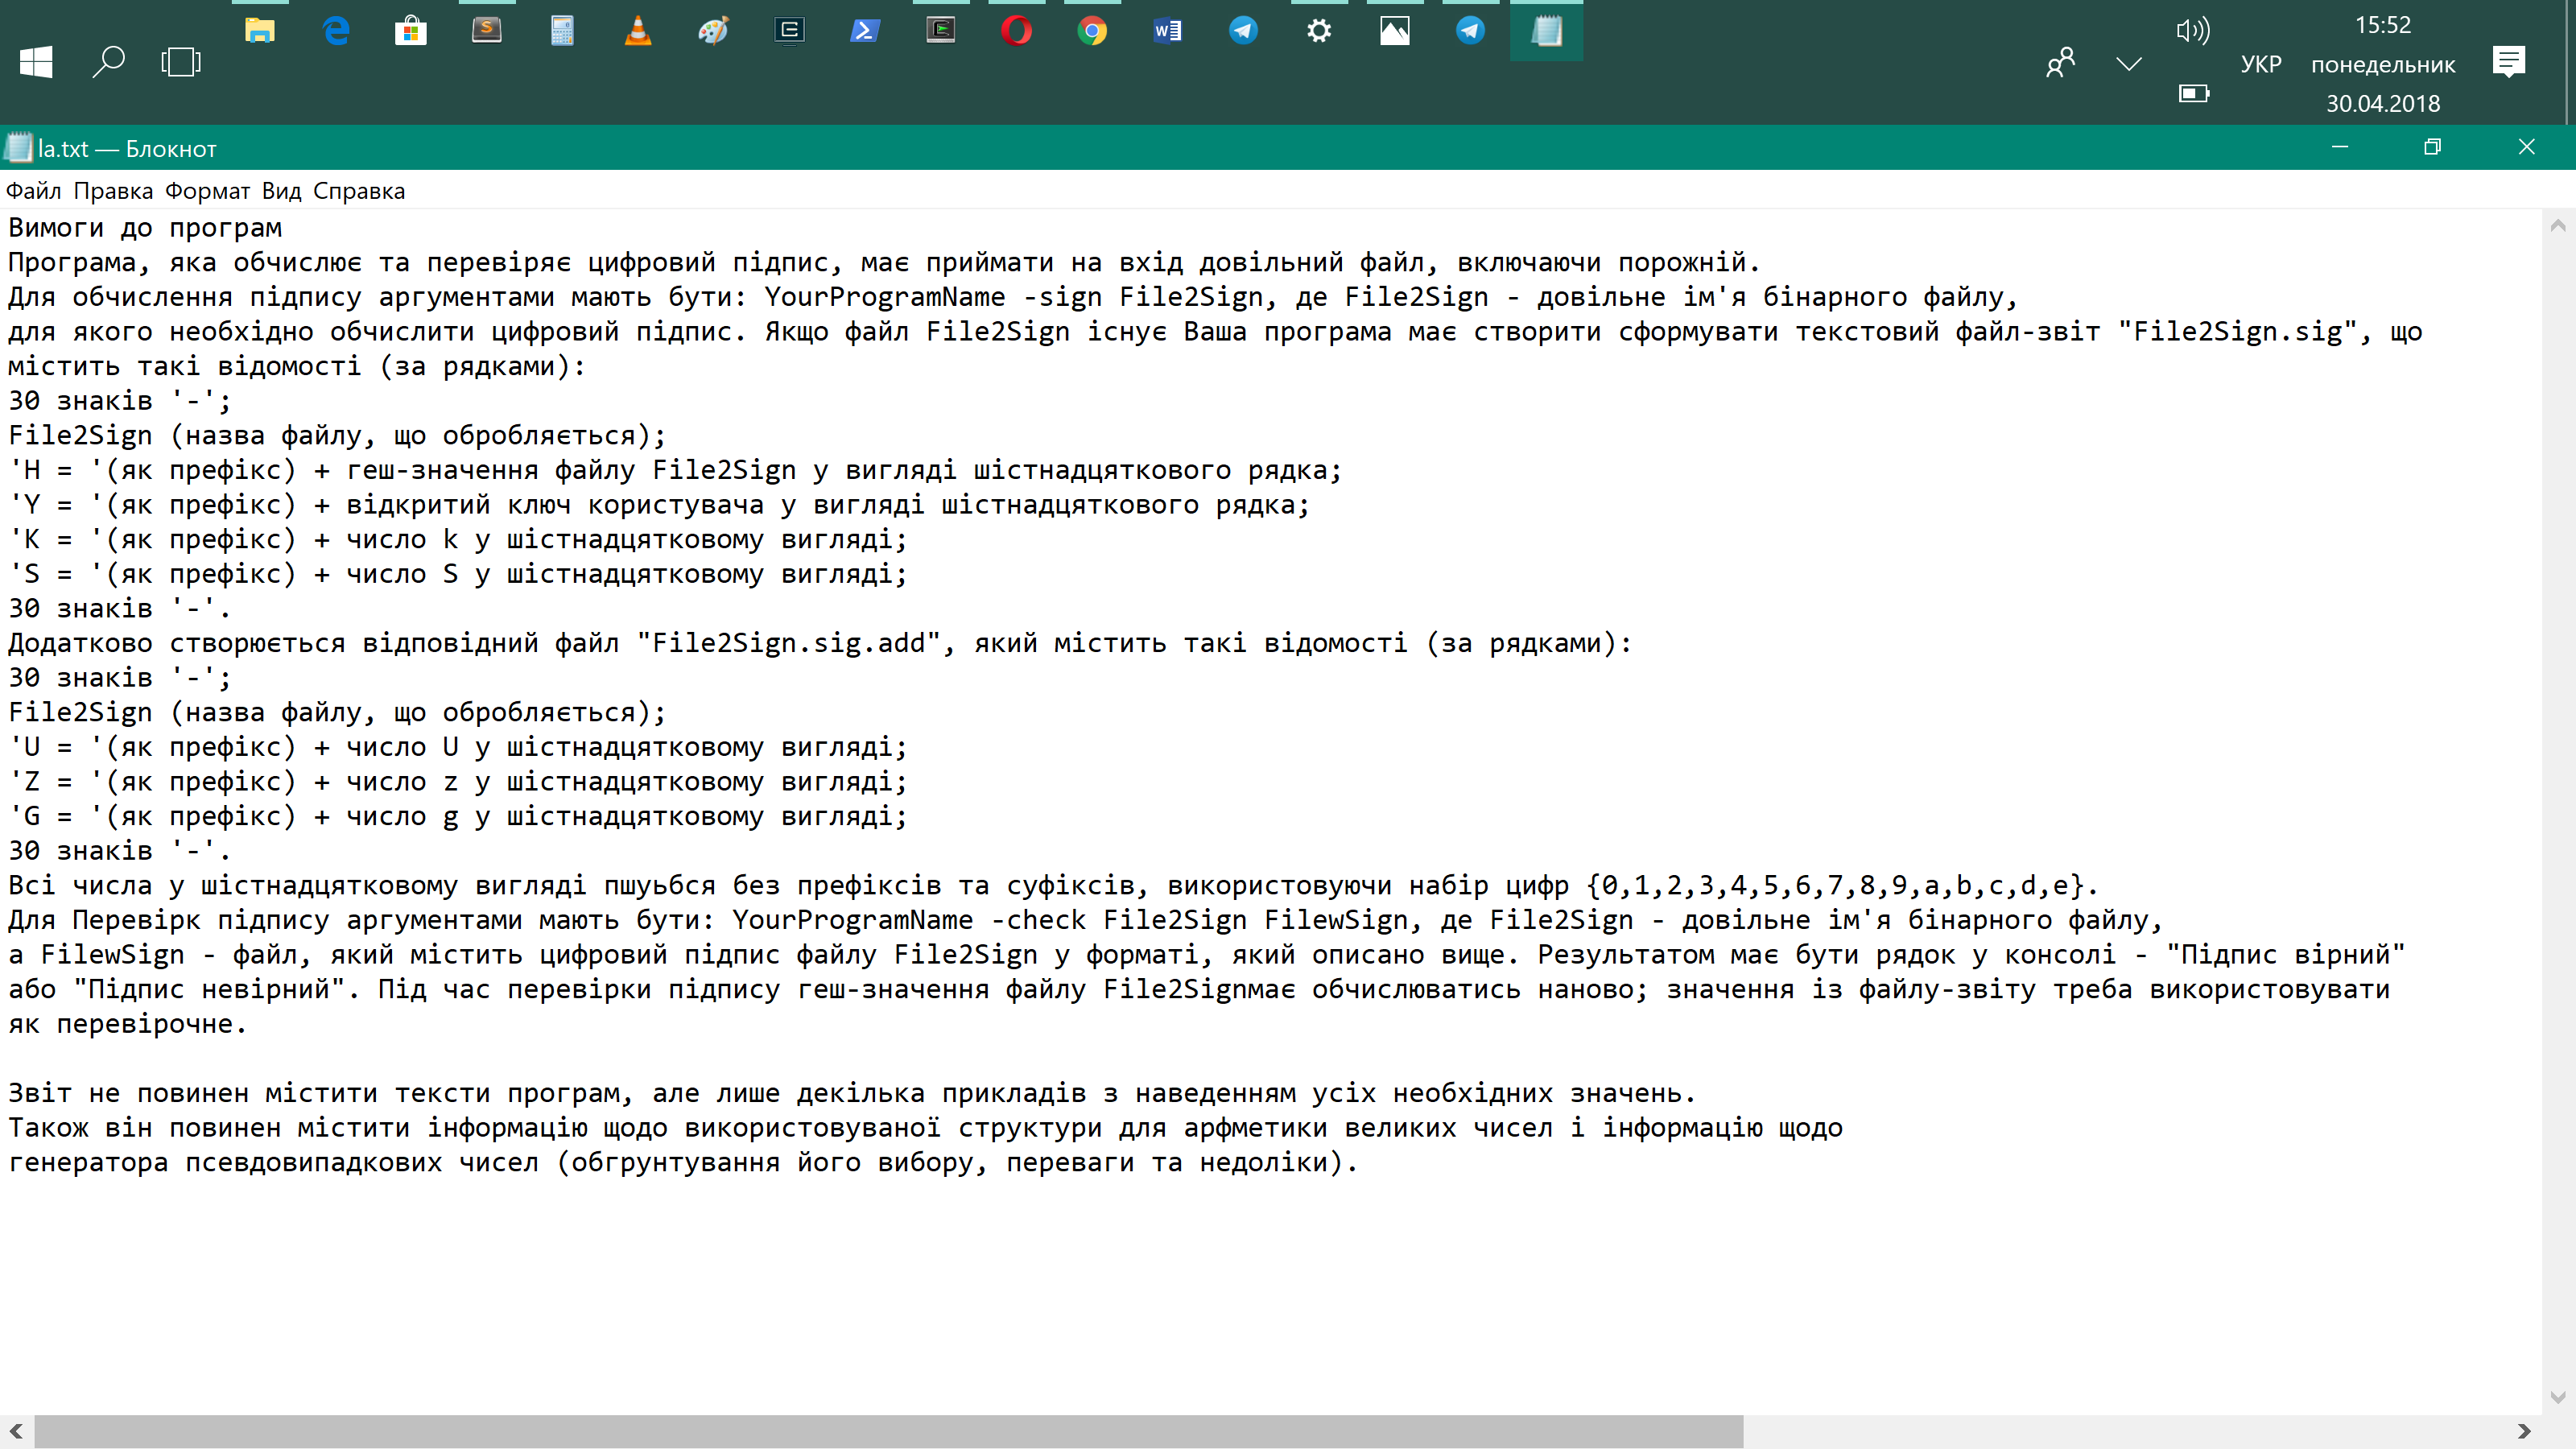 15:52
УКР понедельник
30.04.2018
la.txt — Блокнот
Файл Правка Формат Вид Справка
Вимоги до програм
Програма, яка обчислює та перевіряє цифровий підпис, має приймати на вхід довільний файл, включаючи порожній.
Для обчислення підпису аргументами мають бути: YourProgramName -sign File2Sign, де File2Sign - довільне ім'я бінарного файлу,
для якого необхідно обчислити цифровий підпис. Якщо файл File2Sign існує Ваша програма має створити сформувати текстовий файл-звіт "File2Sign.sig", що
містить такі відомості (за рядками):
30 знаків '-';
File2Sign (назва файлу, що обробляється);
'H = '(як префікс) + геш-значення файлу File2Sign у вигляді шістнадцяткового рядка;
'Y = '(як префікс) + відкритий ключ користувача у вигляді шістнадцяткового рядка;
'K = '(як префікс) + число k у шістнадцятковому вигляді;
'S = '(як префікс) + число S у шістнадцятковому вигляді;
30 знаків '-'.
Додатково створюється відповідний файл "File2Sign.sig.add", який містить такі відомості (за рядками):
30 знаків '-';
File2Sign (назва файлу, що обробляється);
'U = '(як префікс) + число U у шістнадцятковому вигляді;
'Z = '(як префікс) + число z у шістнадцятковому вигляді;
'G = '(як префікс) + число g у шістнадцятковому вигляді;
30 знаків '-'.
Всі числа у шістнадцятковому вигляді пшуьбся без префіксів та суфіксів, використовуючи набір цифр {0,1,2,3,4,5,6,7,8,9,a,b,c,d,e}.
Для Перевірк підпису аргументами мають бути: YourProgramName -check File2Sign FilewSign, де File2Sign - довільне ім'я бінарного файлу,
а FilewSign - файл, який містить цифровий підпис файлу File2Sign у форматі, який описано вище. Результатом має бути рядок у консолі - "Підпис вірний"
або "Підпис невірний". Під час перевірки підпису геш-значення файлу File2Signмає обчислюватись наново; значення із файлу-звіту треба використовувати
як перевірочне.
Звіт не повинен містити тексти програм, але лише декілька прикладів з наведенням усіх необхідних значень.
Також він повинен містити інформацію щодо використовуваної структури для арфметики великих чисел і інформацію щодо
генератора псевдовипадкових чисел (обгрунтування його вибору, переваги та недоліки).